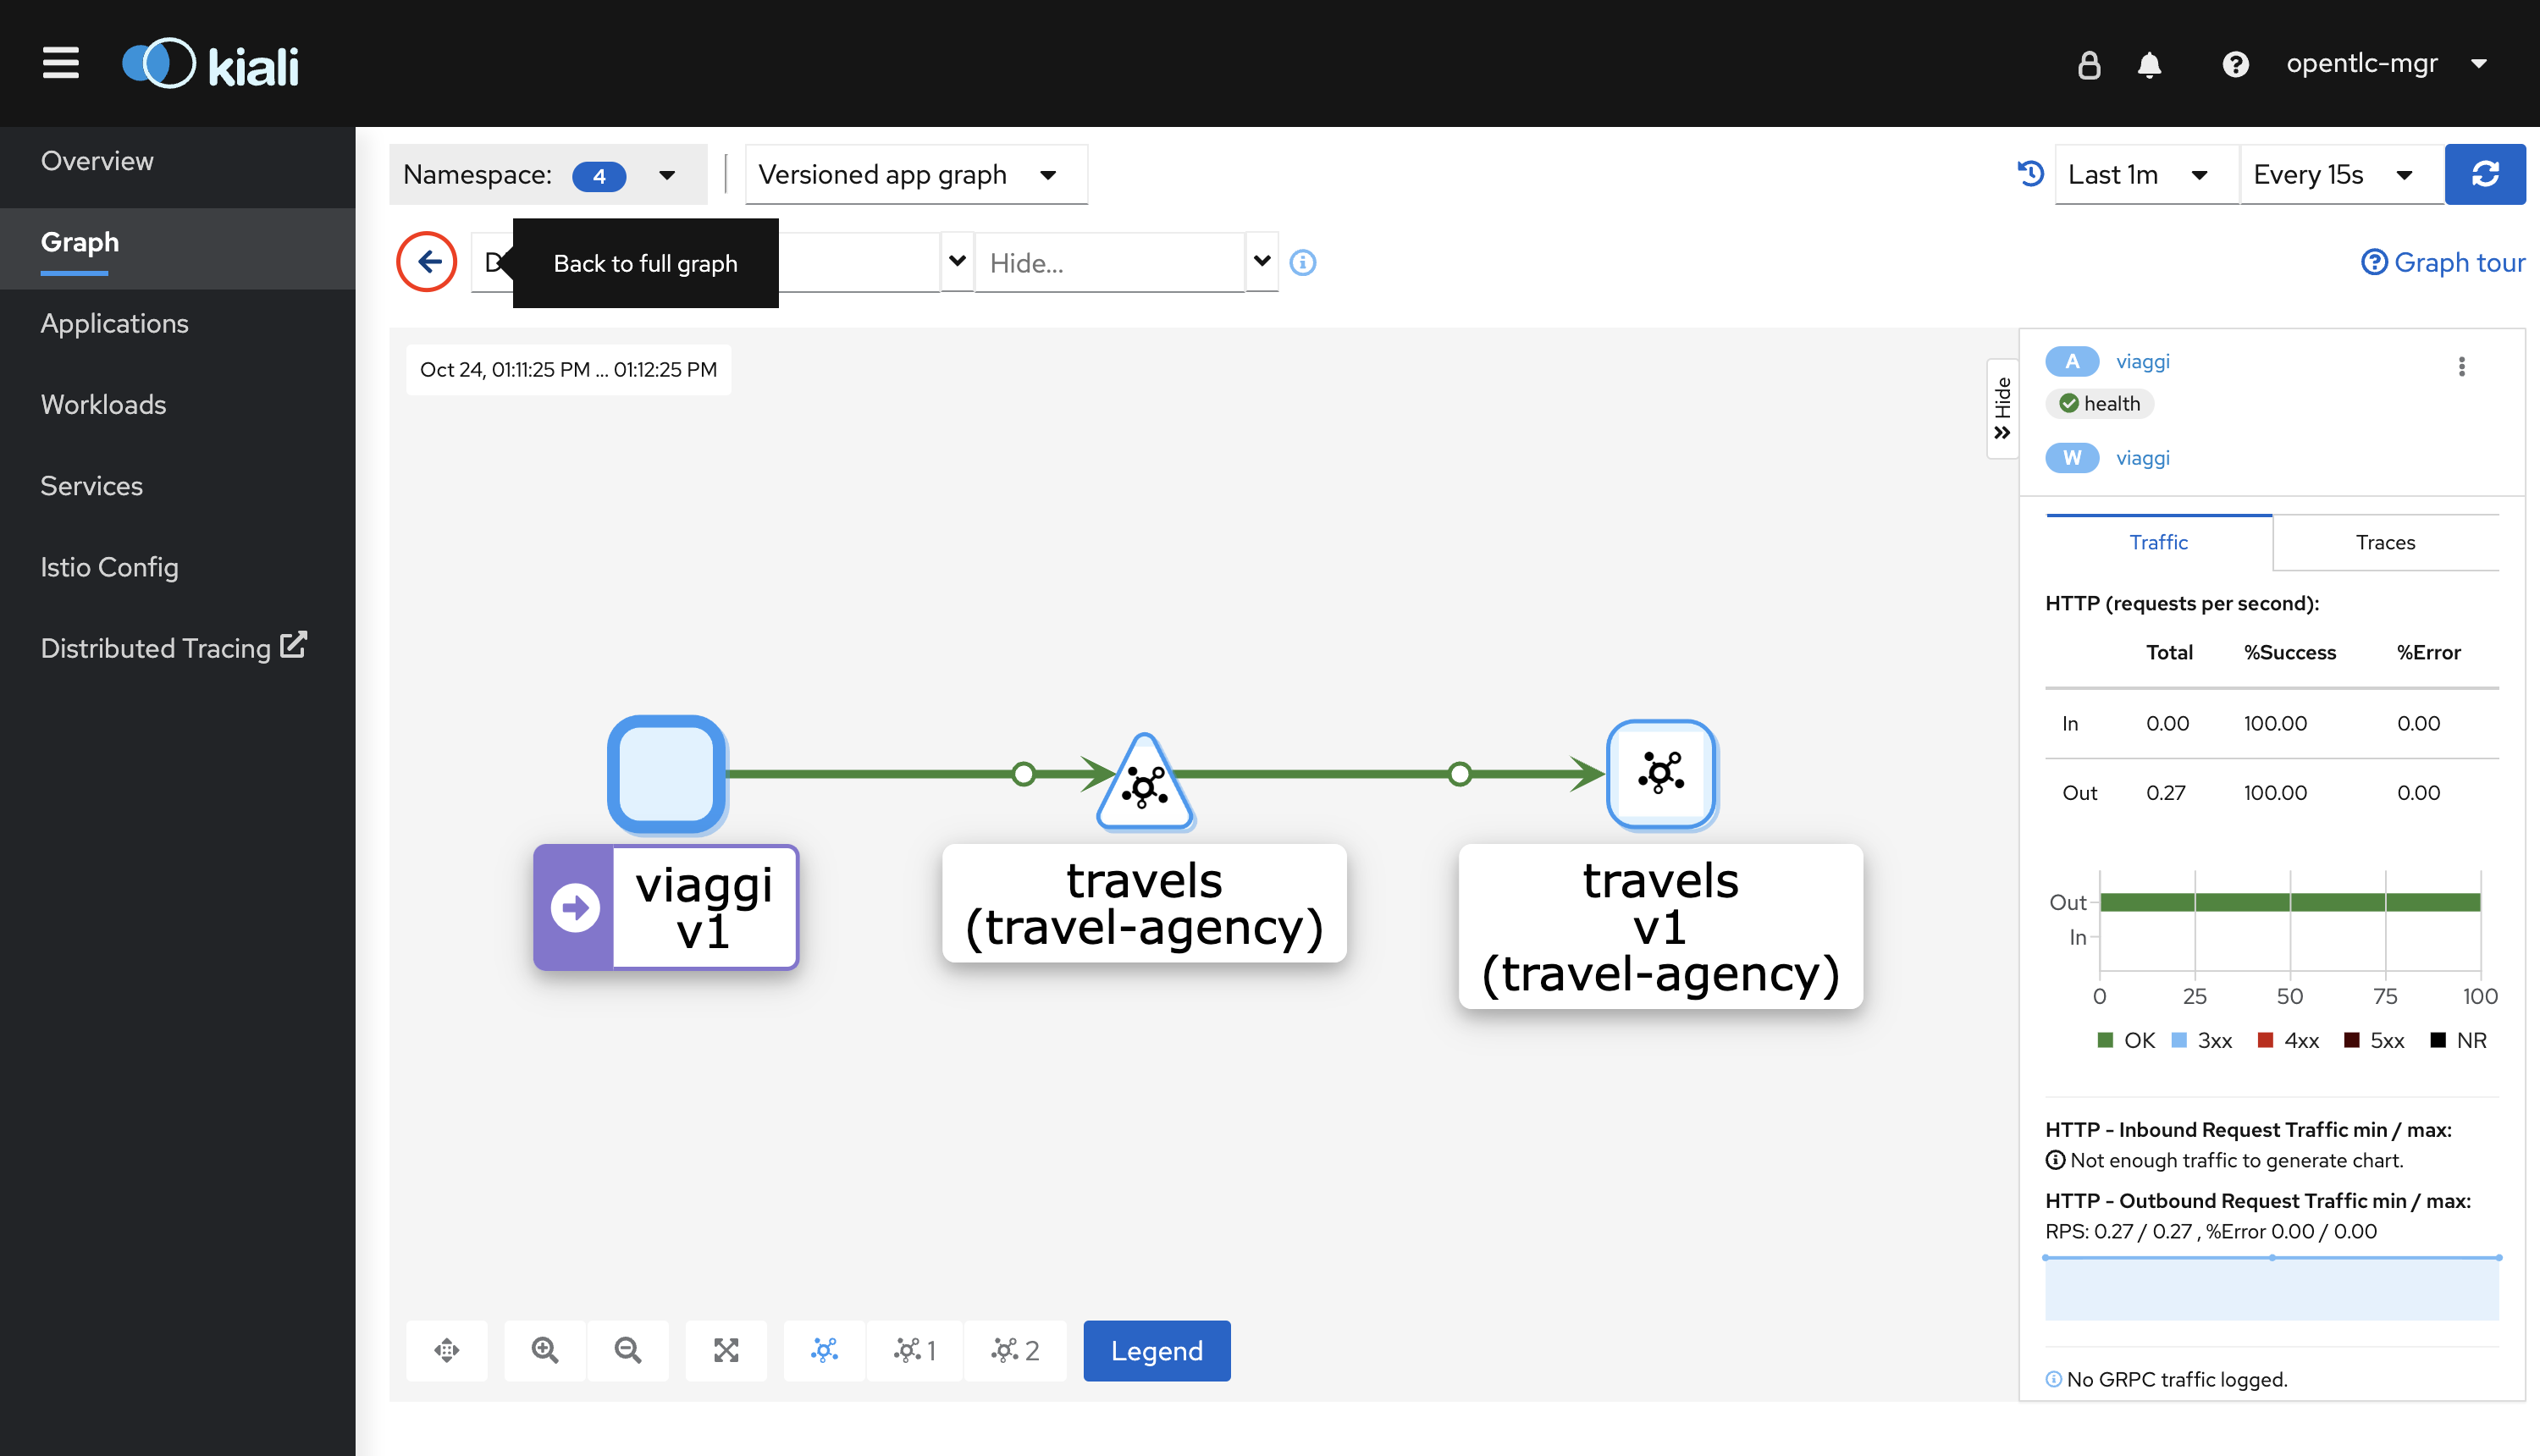 kiali
opentlc-mgr
Overview
Graph
Applications
Workloads
Services
Istio Config
Distributed Tracing
Namespace: 4
Versioned app graph
Last 1m
Every 15s
D
Back to full graph
Hide...
Graph tour
Oct 24, 01:11:25 PM ... 01:12:25 PM
Hide
viaggi
v1
travels
(travel-agency)
travels
v1
(travel-agency)
1
2
Legend
A viaggi
health
W viaggi
Traffic
Traces
HTTP (requests per second):
Total %Success %Error
In 0.00 100.00 0.00
Out 0.27 100.00 0.00
Out
In
0 25 50 75 100
OK 3xx 4xx 5xx NR
HTTP - Inbound Request Traffic min / max:
Not enough traffic to generate chart.
HTTP - Outbound Request Traffic min / max:
RPS: 0.27 / 0.27 , %Error 0.00 / 0.00
No GRPC traffic logged.